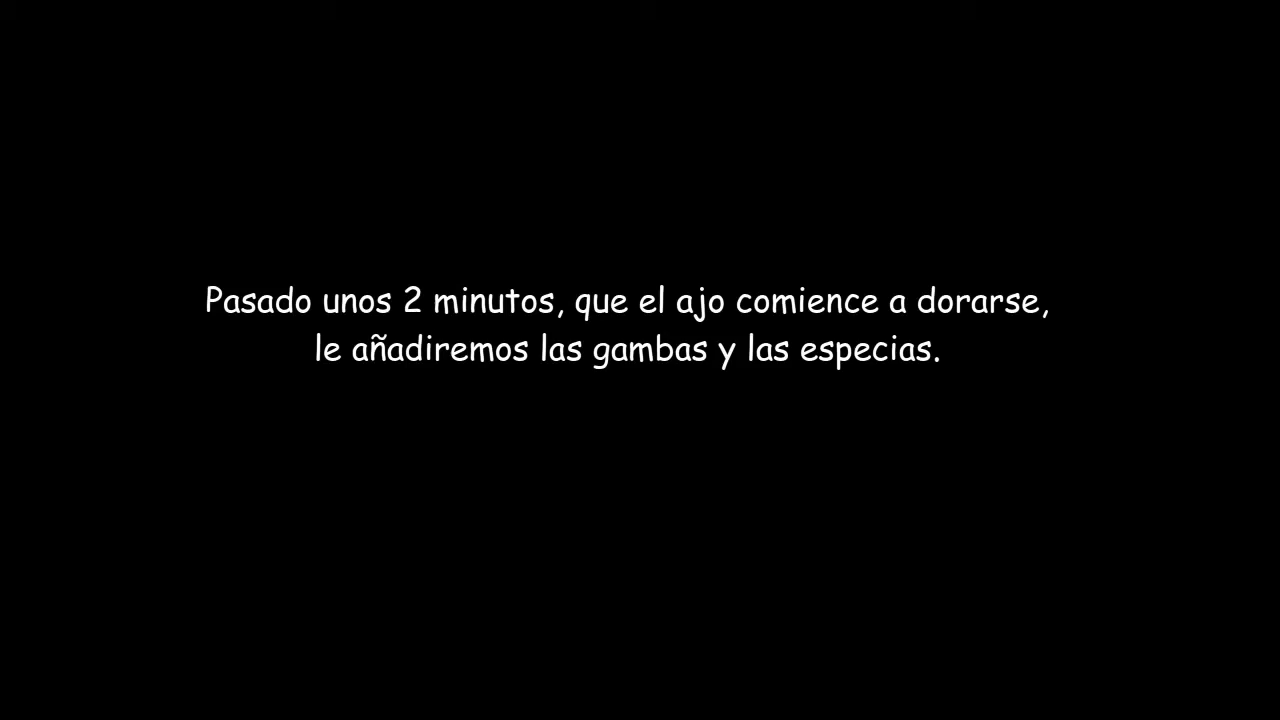 Pasado unos 2 minutos, que el ajo comience a dorarse,
le añadiremos las gambas y las especias.